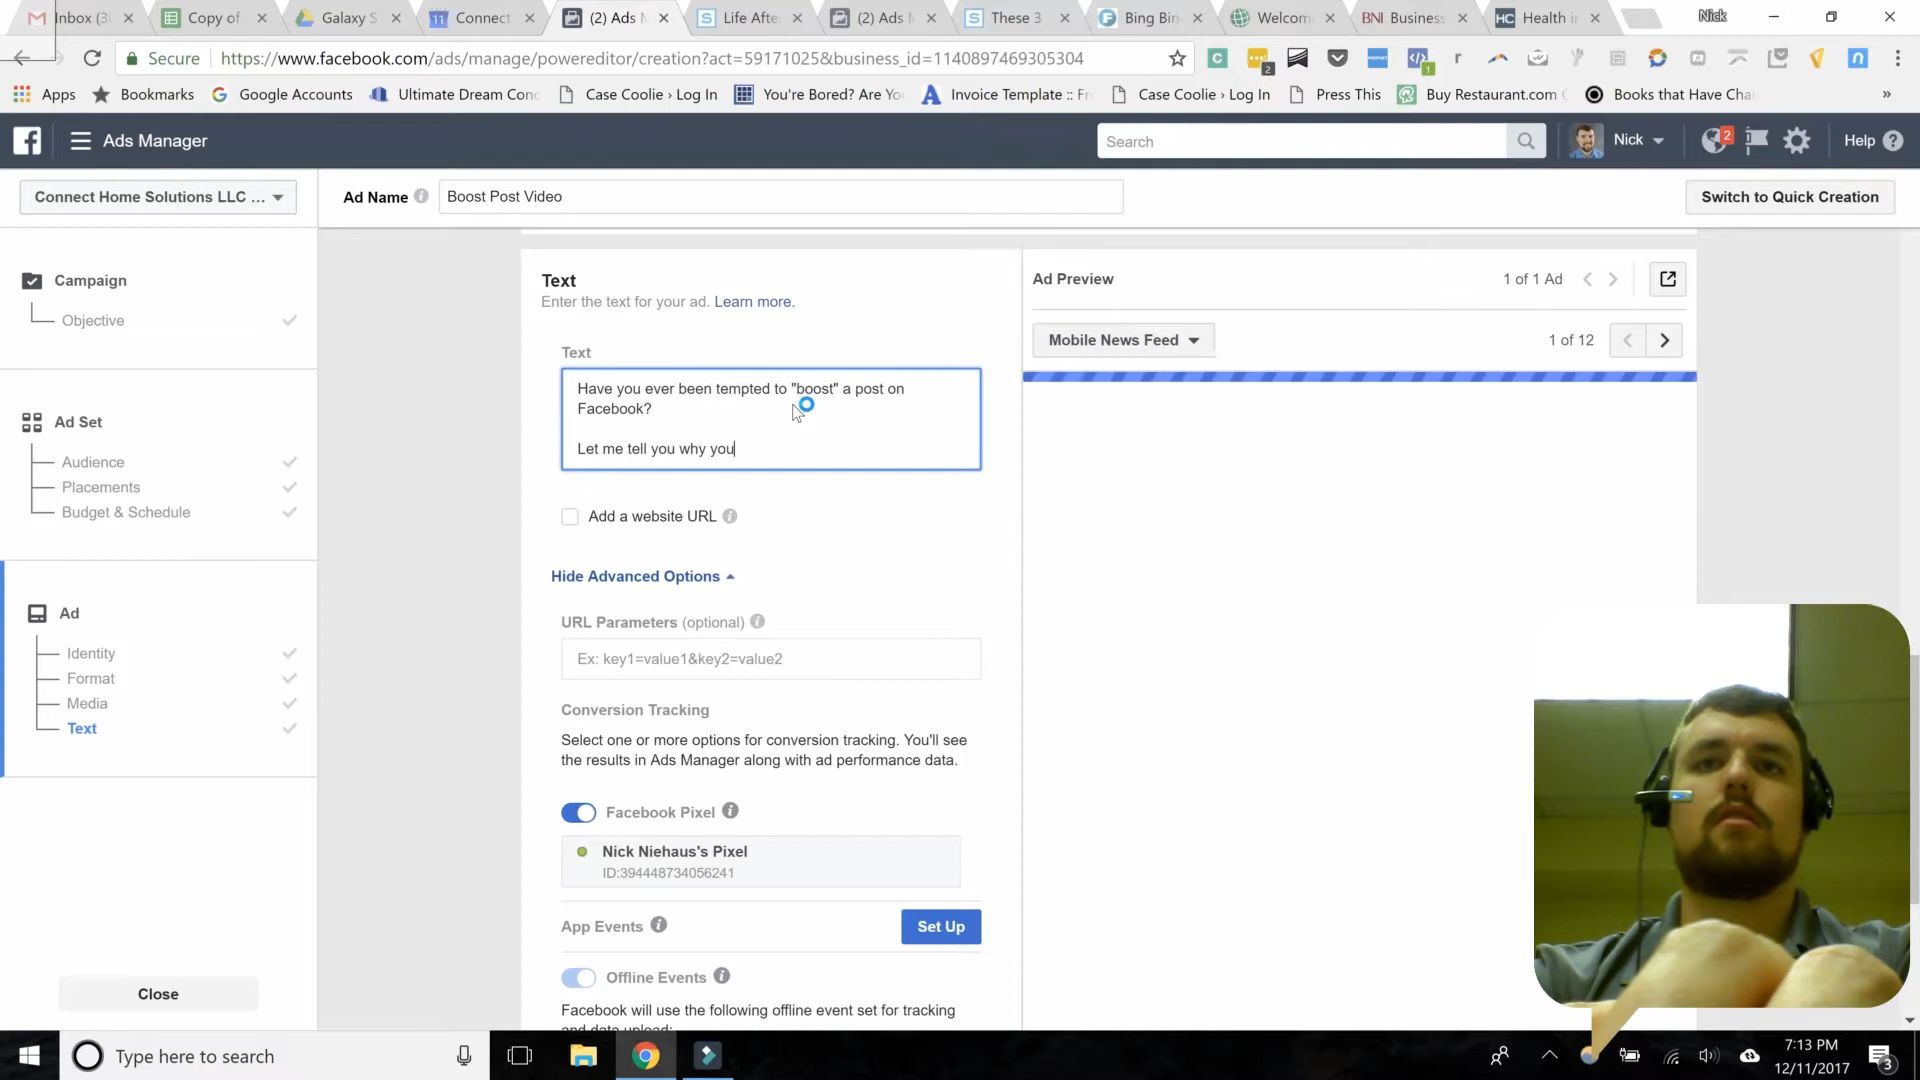 Inbox (3(
Copy of
Galaxy S
Connect
(2) Ads M
Life Afte
(2) Ads M
These 3
Bing Bin
Welcom
BNI Business
Health i
Nick
Secure
https://www.facebook.com/ads/manage/powereditor/creation?act=59171025&business_id=1140897469305304
Apps
Bookmarks
Google Accounts
Ultimate Dream Conc
Case Coolie › Log In
You're Bored? Are Yo
Invoice Template :: Fr
Case Coolie › Log In
Press This
Buy Restaurant.com
Books that Have Cha
»
Ads Manager
Search
Nick
2
Help
Connect Home Solutions LLC ...
Ad Name
Boost Post Video
Switch to Quick Creation
Campaign
Objective
Ad Set
Audience
Placements
Budget & Schedule
Ad
Identity
Format
Media
Text
Close
Text
Enter the text for your ad. Learn more.
Text
Have you ever been tempted to "boost" a post on
Facebook?
Let me tell you why you
Add a website URL
Hide Advanced Options
URL Parameters (optional)
Ex: key1=value1&key2=value2
Conversion Tracking
Select one or more options for conversion tracking. You'll see
the results in Ads Manager along with ad performance data.
Facebook Pixel
Nick Niehaus's Pixel
ID:394448734056241
App Events
Set Up
Offline Events
Facebook will use the following offline event set for tracking
and data upload:
Ad Preview
1 of 1 Ad
Mobile News Feed
1 of 12
Type here to search
7:13 PM
12/11/2017
3